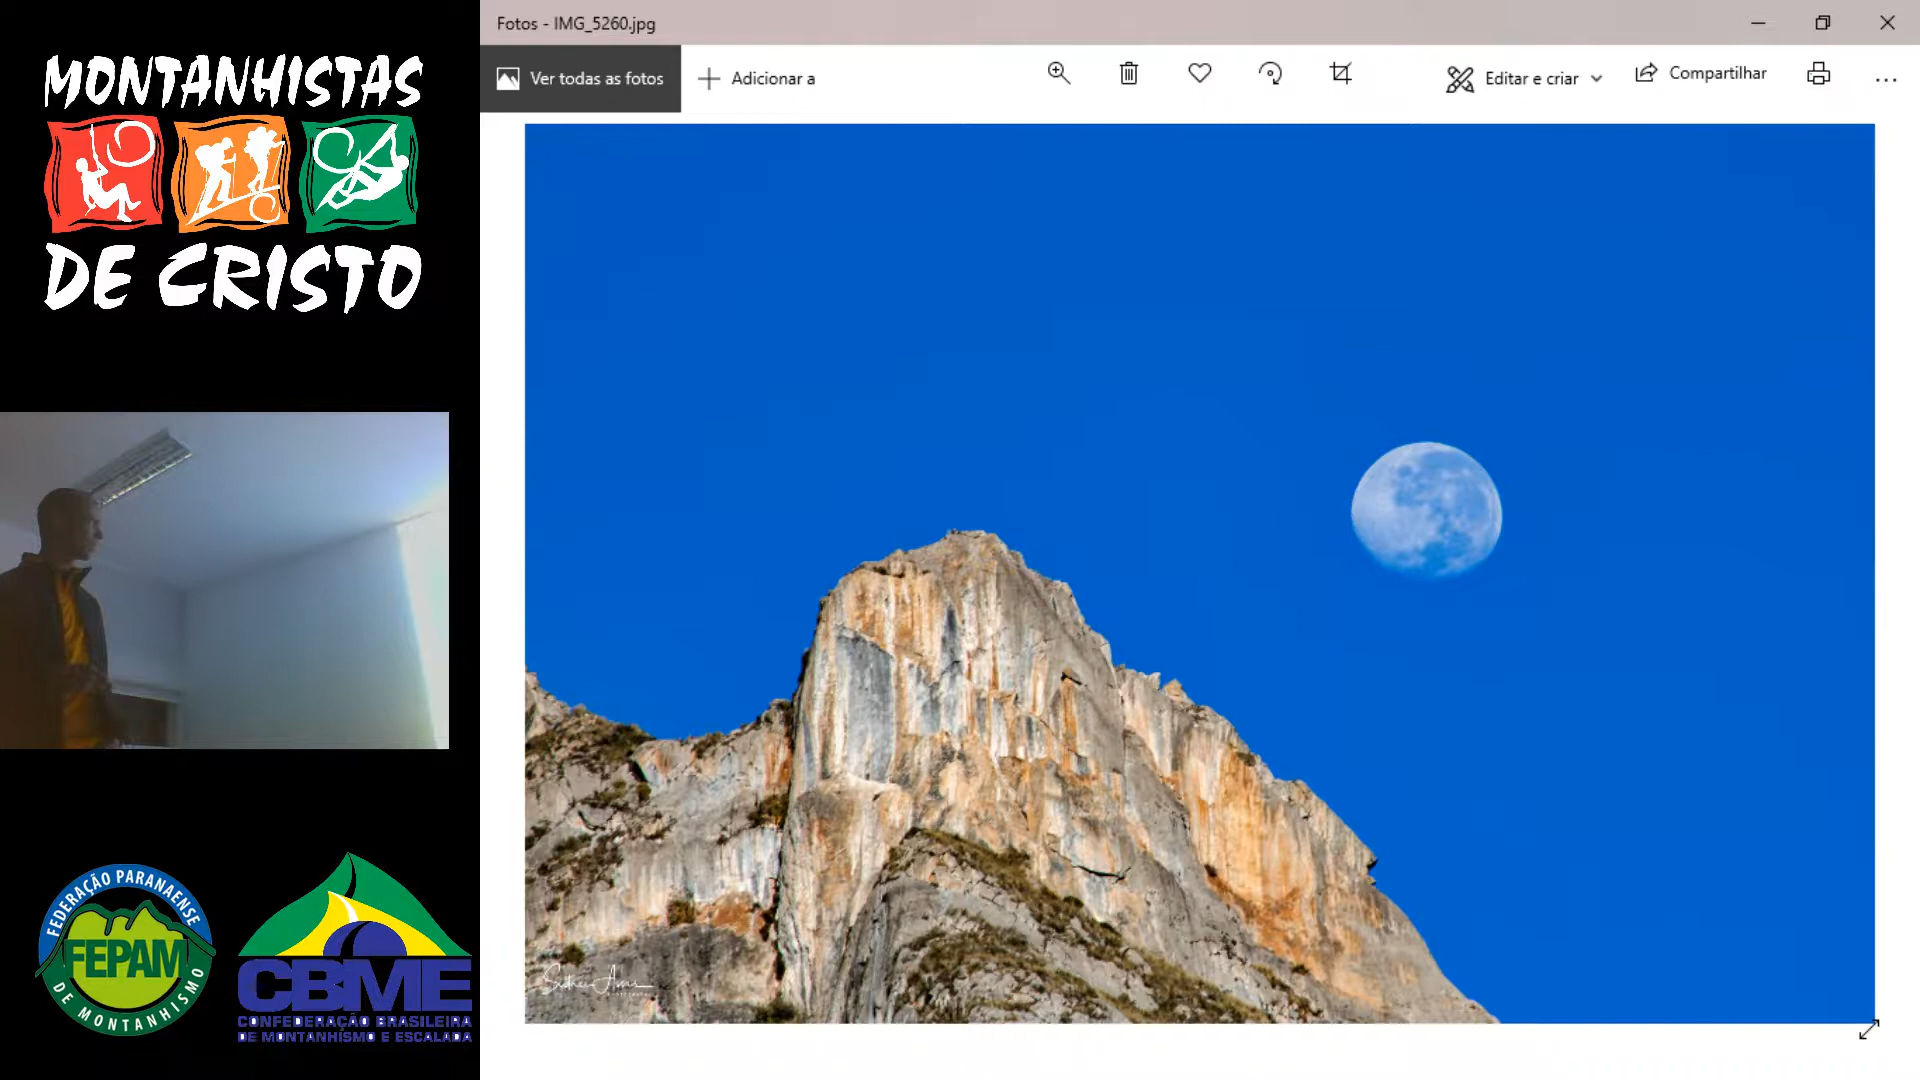 MONTANHISTAS
DE CRISTO
FEDERAÇÃO PARANAENSE
FEPAM
DE MONTANHISMO
CBME
CONFEDERAÇÃO BRASILEIRA
DE MONTANHISMO E ESCALADA
Fotos - IMG_5260.jpg
Ver todas as fotos
Adicionar a
Editar e criar
Compartilhar